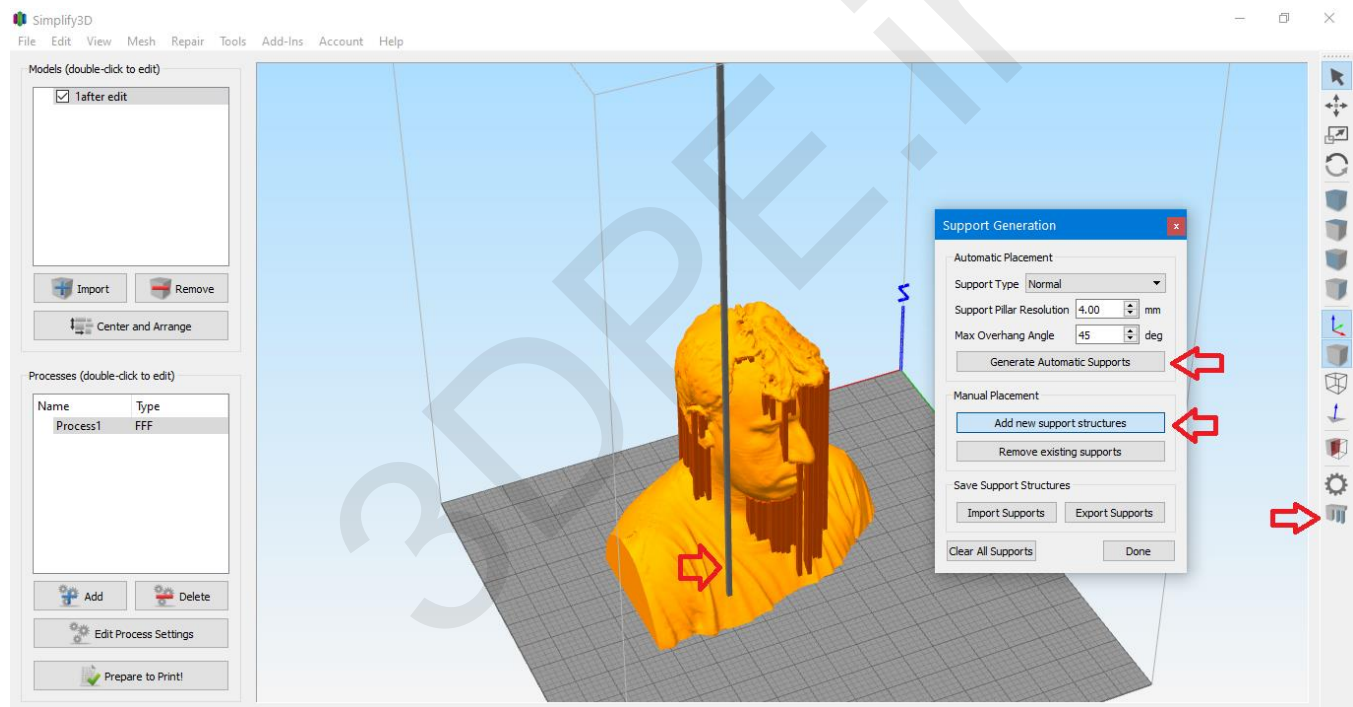 Simplify3D
File Edit View Mesh Repair Tools Add-Ins Account Help
Models (double-click to edit)
1after edit
Import Remove
Center and Arrange
Processes (double-click to edit)
Name Type
Process1 FFF
Add Delete
Edit Process Settings
Prepare to Print!
Z
Support Generation
x
Automatic Placement
Support Type Normal
Support Pillar Resolution 4.00 mm
Max Overhang Angle 45 deg
Generate Automatic Supports
Manual Placement
Add new support structures
Remove existing supports
Save Support Structures
Import Supports Export Supports
Clear All Supports Done
3DPE.ir